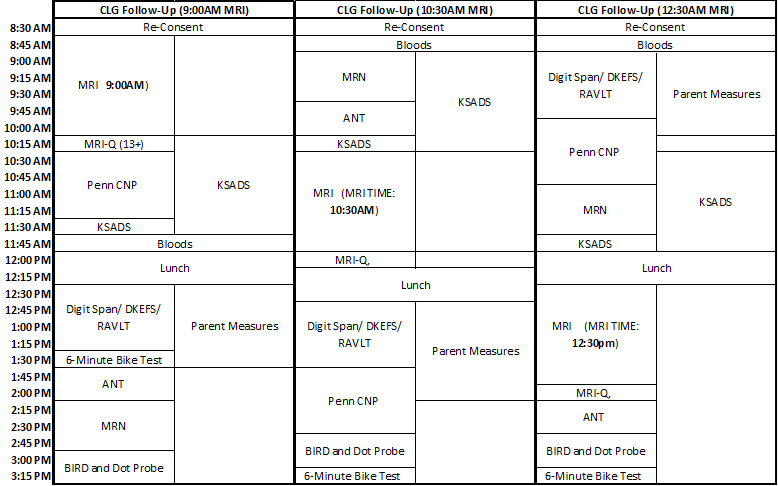 CLG Follow-Up (9:00AM MRI) CLG Follow-Up (10:30AM MRI) CLG Follow-Up (12:30AM MRI)
8:30 AM Re-Consent Re-Consent Re-Consent
8:45 AM Bloods Bloods
9:00 AM
9:15 AM MRI 9:00AM) MRN Digit Span/ DKEFS/ RAVLT Parent Measures
9:30 AM KSADS
9:45 AM ANT
10:00 AM
10:15 AM MRI-Q (13+) KSADS Penn CNP
10:30 AM
10:45 AM Penn CNP KSADS
11:00 AM MRI (MRI TIME: 10:30AM) KSADS
11:15 AM MRN
11:30 AM KSADS
11:45 AM Bloods KSADS
12:00 PM Lunch MRI-Q, Lunch
12:15 PM
12:30 PM Lunch
12:45 PM Digit Span/ DKEFS/ RAVLT
1:00 PM Parent Measures Digit Span/ DKEFS/ RAVLT MRI (MRI TIME: 12:30pm)
1:15 PM Parent Measures
1:30 PM 6-Minute Bike Test
1:45 PM ANT
2:00 PM Penn CNP MRI-Q,
2:15 PM ANT
2:30 PM MRN
2:45 PM BIRD and Dot Probe BIRD and Dot Probe
3:00 PM BIRD and Dot Probe
3:15 PM 6-Minute Bike Test 6-Minute Bike Test